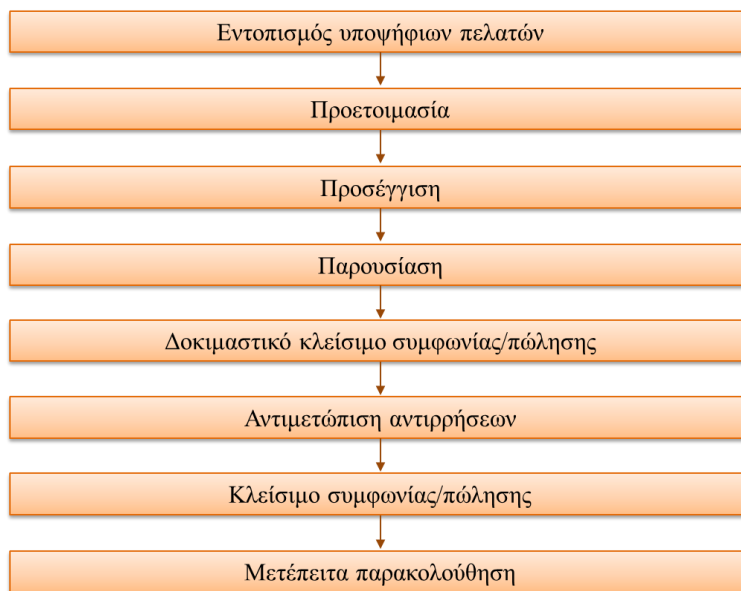 Εντοπισμός υποψήφιων πελατών
Προετοιμασία
Προσέγγιση
Παρουσίαση
Δοκιμαστικό κλείσιμο συμφωνίας/πώλησης
Αντιμετώπιση αντιρρήσεων
Κλείσιμο συμφωνίας/πώλησης
Μετέπειτα παρακολούθηση